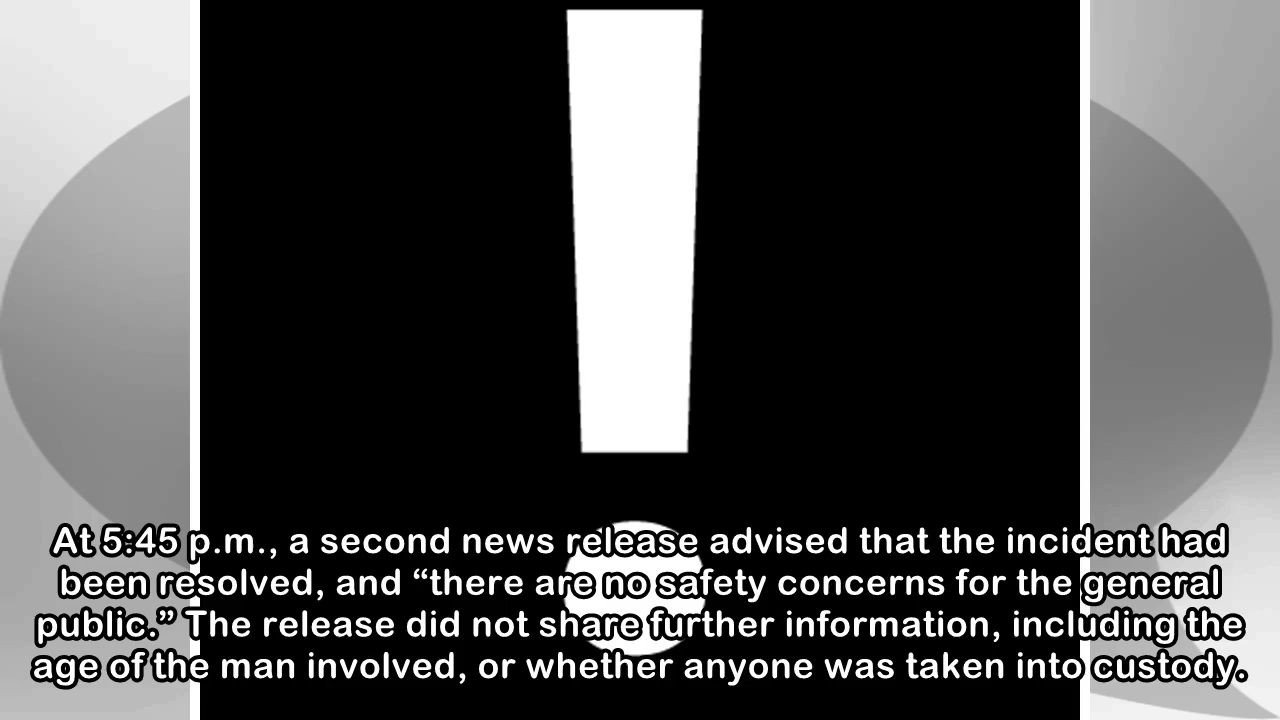 At 5:45 p.m., a second news release advised that the incident had
been resolved, and “there are no safety concerns for the general
public.” The release did not share further information, including the
age of the man involved, or whether anyone was taken into custody.